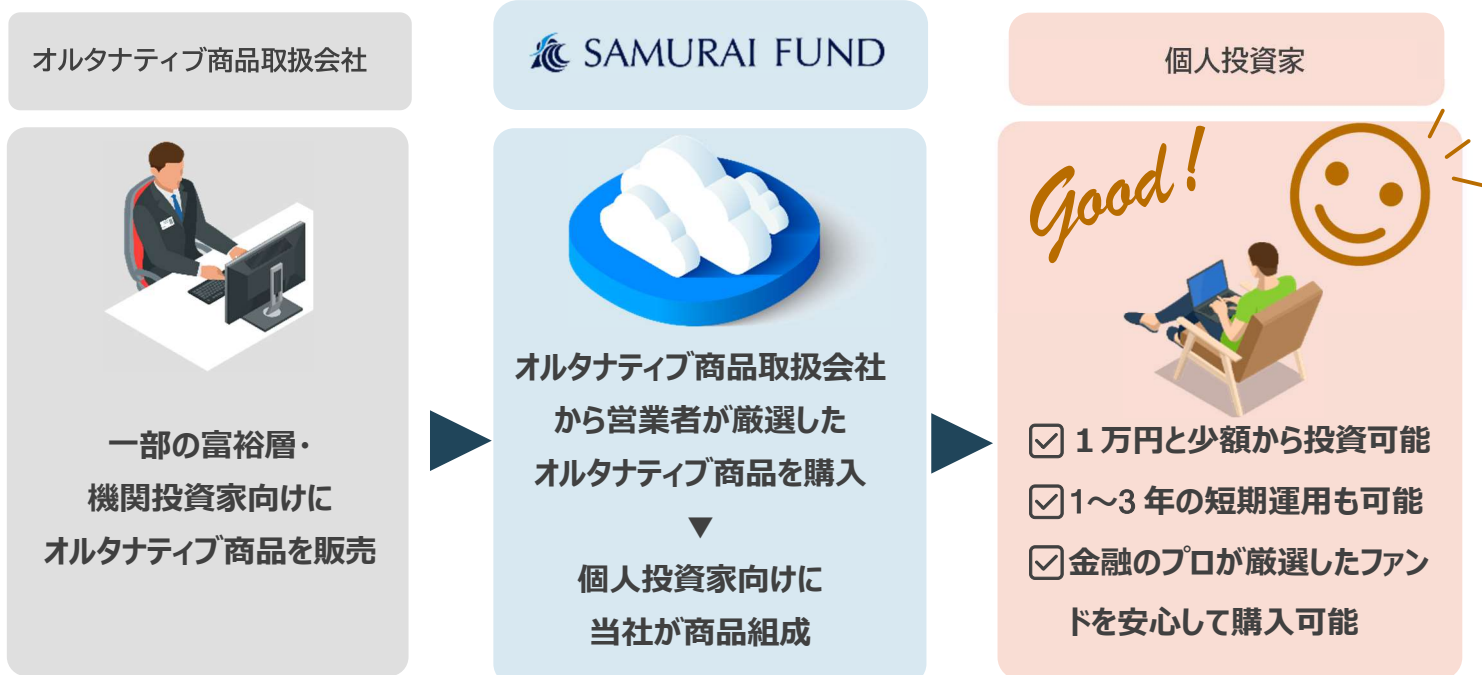 オルタナティブ商品取扱会社
SAMURAI FUND
個人投資家
一部の富裕層・
機関投資家向けに
オルタナティブ商品を販売
オルタナティブ商品取扱会社
から営業者が厳選した
オルタナティブ商品を購入
▼
個人投資家向けに
当社が商品組成
Good!
１万円と少額から投資可能
1～3 年の短期運用も可能
金融のプロが厳選したファン
ドを安心して購入可能